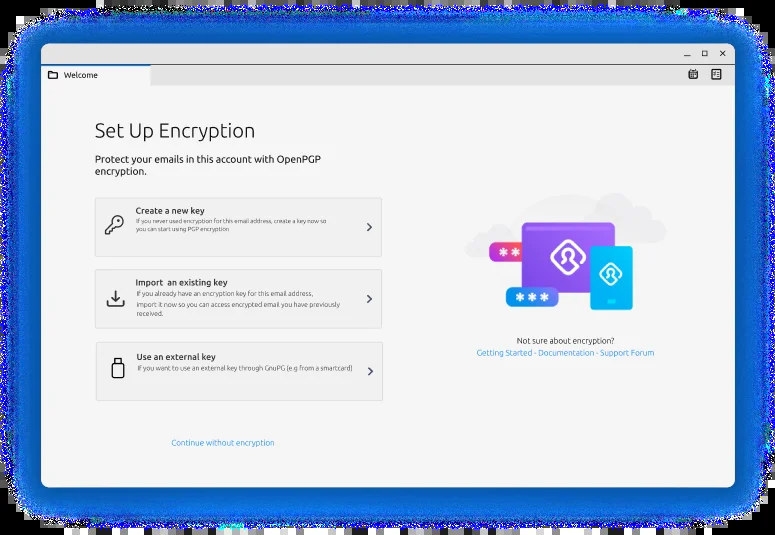 Welcome
Set Up Encryption
Protect your emails in this account with OpenPGP
encryption.
Create a new key
If you never used encryption for this email address, create a key now so
you can start using PGP encryption
Import an existing key
If you already have an encryption key for this email address,
import it now so you can access encrypted email you have previously
received.
Use an external key
If you want to use an external key through GnuPG (e.g from a smartcard)
Continue without encryption
Not sure about encryption?
Getting Started · Documentation · Support Forum